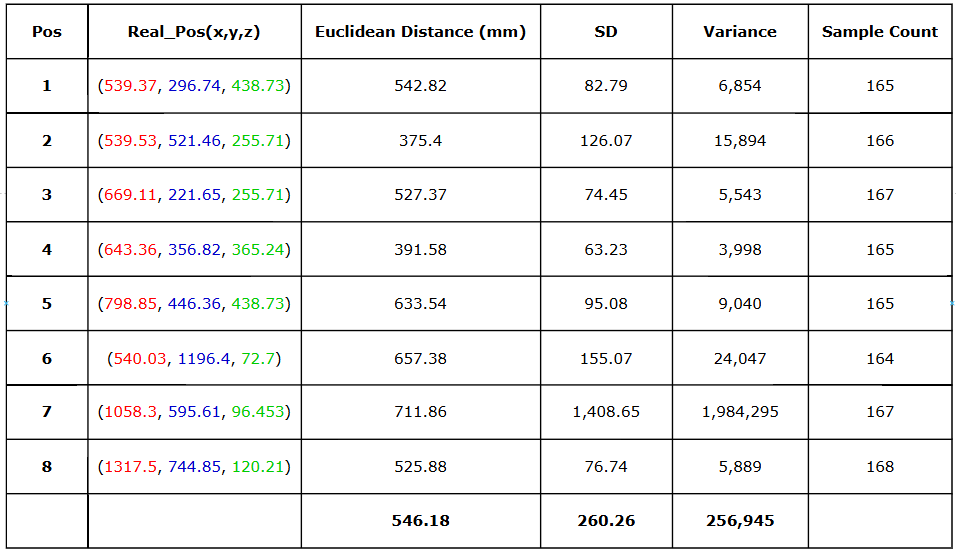 Pos Real_Pos(x,y,z) Euclidean Distance (mm) SD Variance Sample Count
1 (539.37, 296.74, 438.73) 542.82 82.79 6,854 165
2 (539.53, 521.46, 255.71) 375.4 126.07 15,894 166
3 (669.11, 221.65, 255.71) 527.37 74.45 5,543 167
4 (643.36, 356.82, 365.24) 391.58 63.23 3,998 165
5 (798.85, 446.36, 438.73) 633.54 95.08 9,040 165
6 (540.03, 1196.4, 72.7) 657.38 155.07 24,047 164
7 (1058.3, 595.61, 96.453) 711.86 1,408.65 1,984,295 167
8 (1317.5, 744.85, 120.21) 525.88 76.74 5,889 168
546.18 260.26 256,945